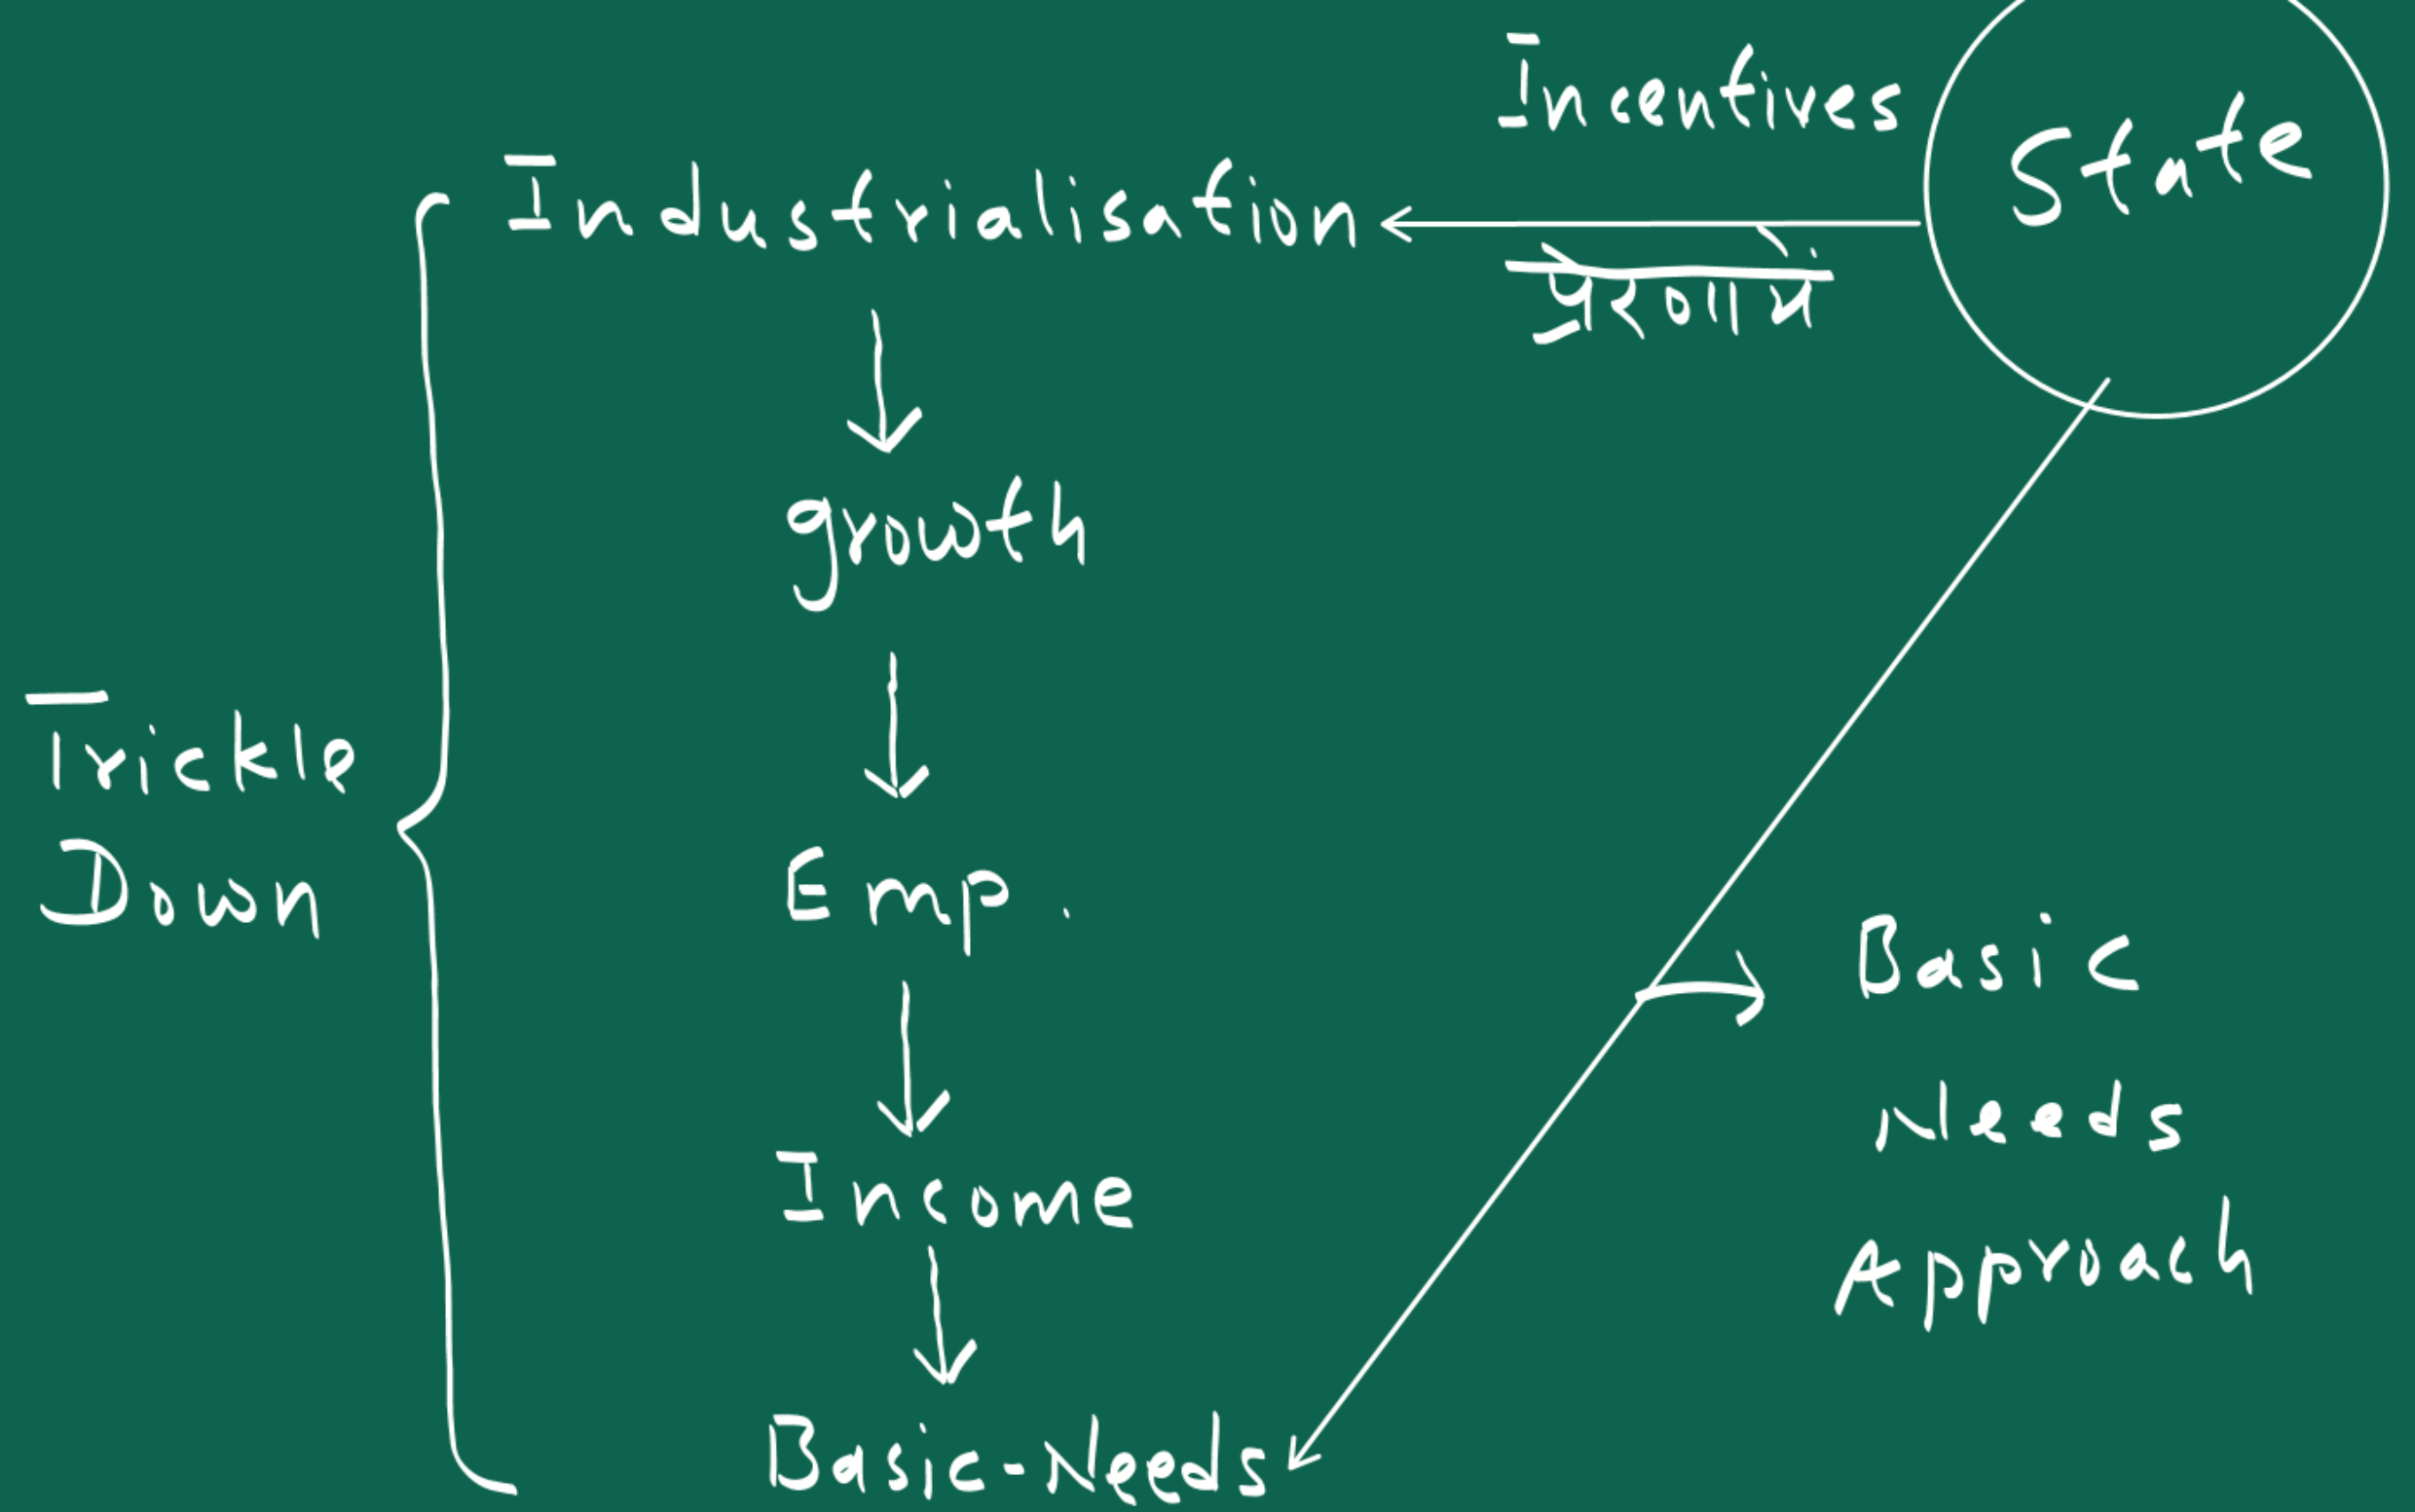 Incentives
State
Industrialisation
प्रेरणायें
growth
Trickle
Down
Emp.
Basic
Needs
Approach
Income
Basic-Needs